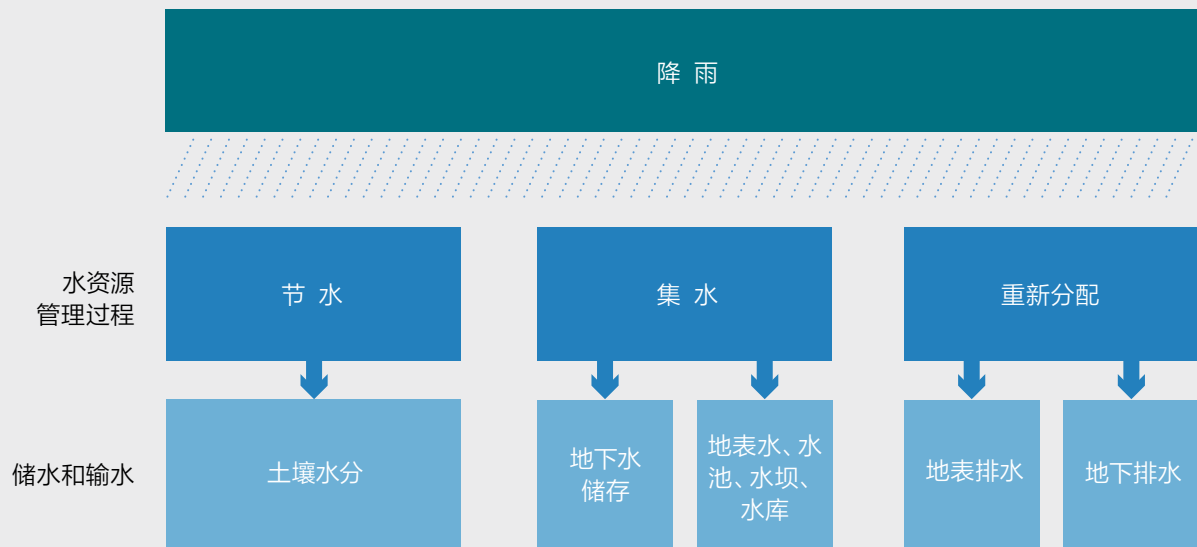 降 雨
水资源
管理过程
节 水
集 水
重新分配
储水和输水
土壤水分
地下水
储存
地表水、水
池、水坝、
水库
地表排水
地下排水